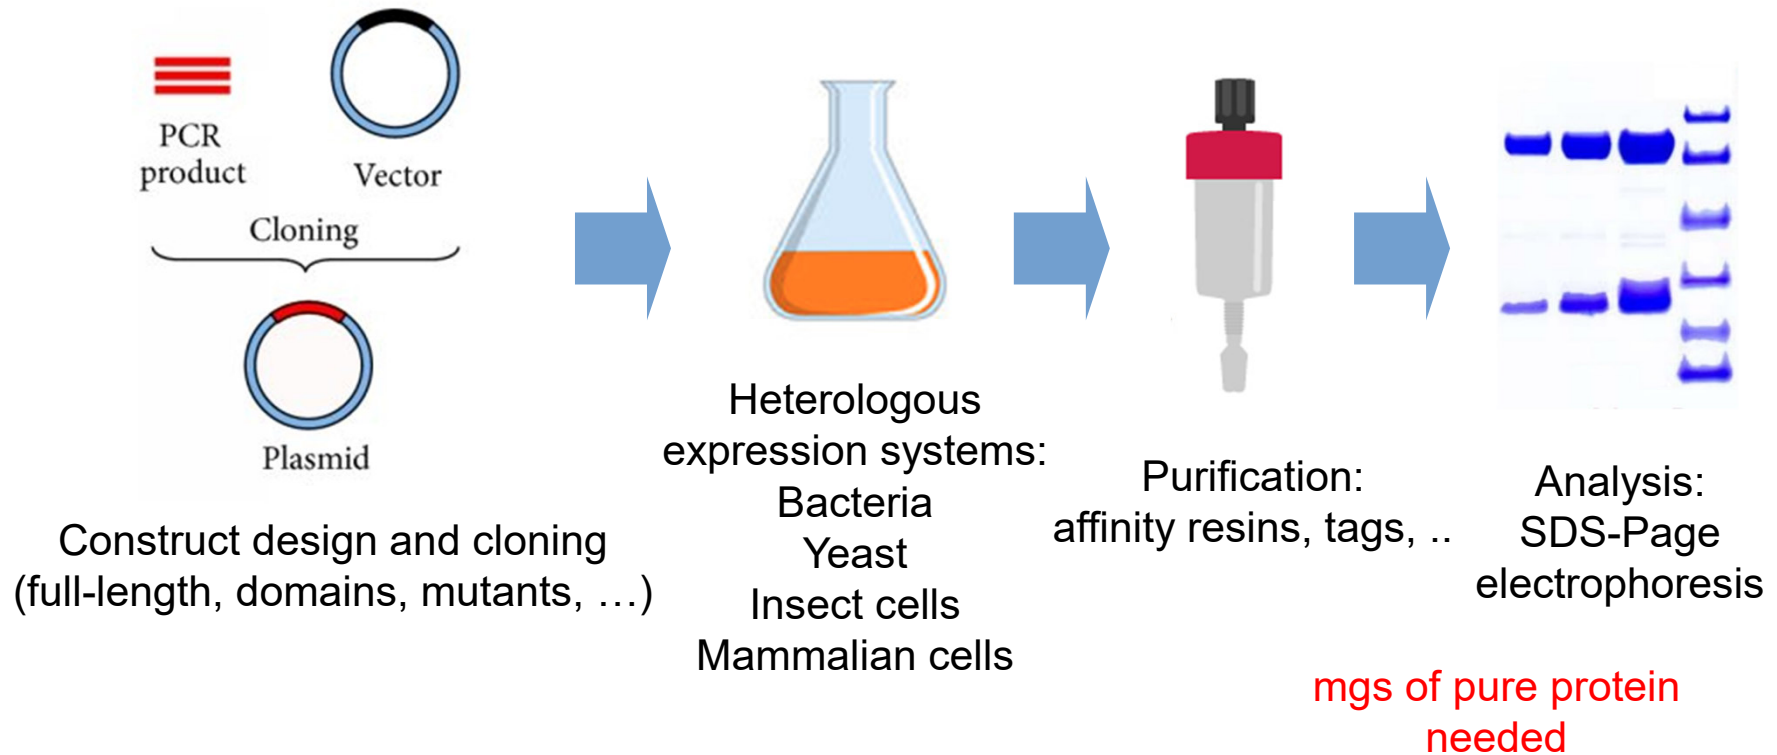 PCR
product
Vector
Cloning
Plasmid
Construct design and cloning
(full-length, domains, mutants, …)
Heterologous
expression systems:
Bacteria
Yeast
Insect cells
Mammalian cells
Purification:
affinity resins, tags, ..
Analysis:
SDS-Page
electrophoresis
mgs of pure protein
needed